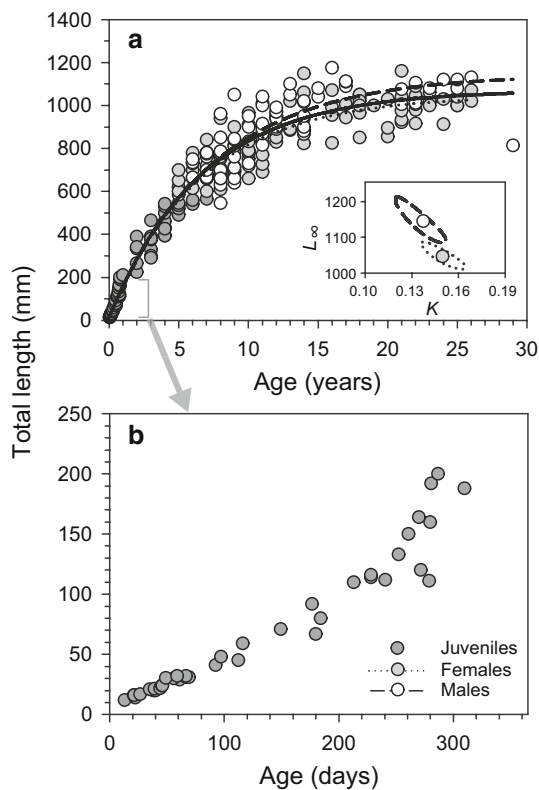 1400
a
1200
1000
800
600
400
200
0
1200
L∞
1100
1000
0.10 0.13 0.16 0.19
K
0 5 10 15 20 25 30
Age (years)
Total length (mm)
250
b
200
150
100
50
0
Juveniles
Females
Males
0 100 200 300
Age (days)